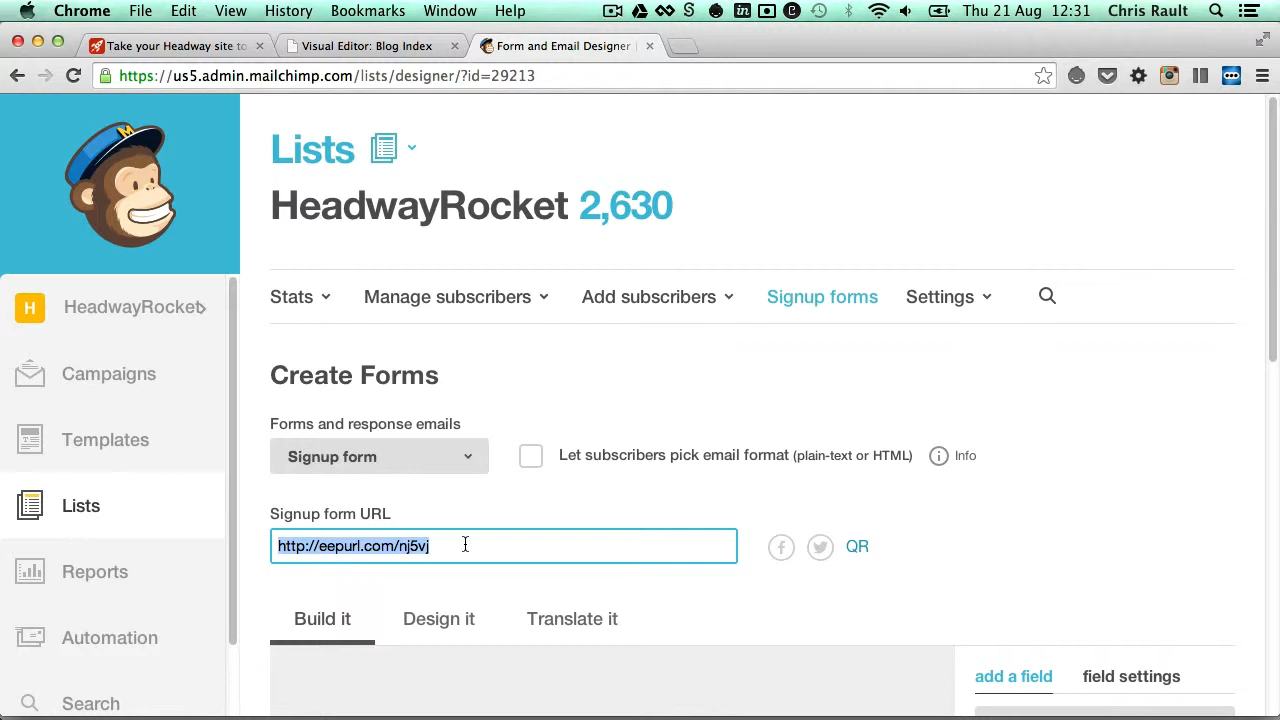 Chrome File Edit View History Bookmarks Window Help Thu 21 Aug 12:31 Chris Rault
Take your Headway site to
Visual Editor: Blog Index
Form and Email Designer
https://us5.admin.mailchimp.com/lists/designer/?id=29213
Lists
HeadwayRocket 2,630
H HeadwayRocket
Campaigns
Templates
Lists
Reports
Automation
Search
Stats Manage subscribers Add subscribers Signup forms Settings
Create Forms
Forms and response emails
Signup form
Let subscribers pick email format (plain-text or HTML) i Info
Signup form URL
http://eepurl.com/nj5vj
QR
Build it Design it Translate it
add a field field settings